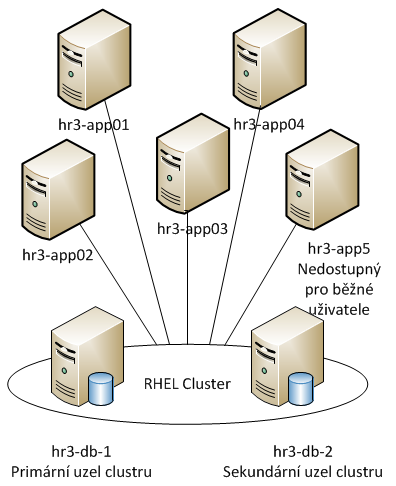 hr3-app01
hr3-app04
hr3-app02
hr3-app03
hr3-app5
Nedostupný
pro běžné
uživatele
RHEL Cluster
hr3-db-1
Primární uzel clustru
hr3-db-2
Sekundární uzel clustru